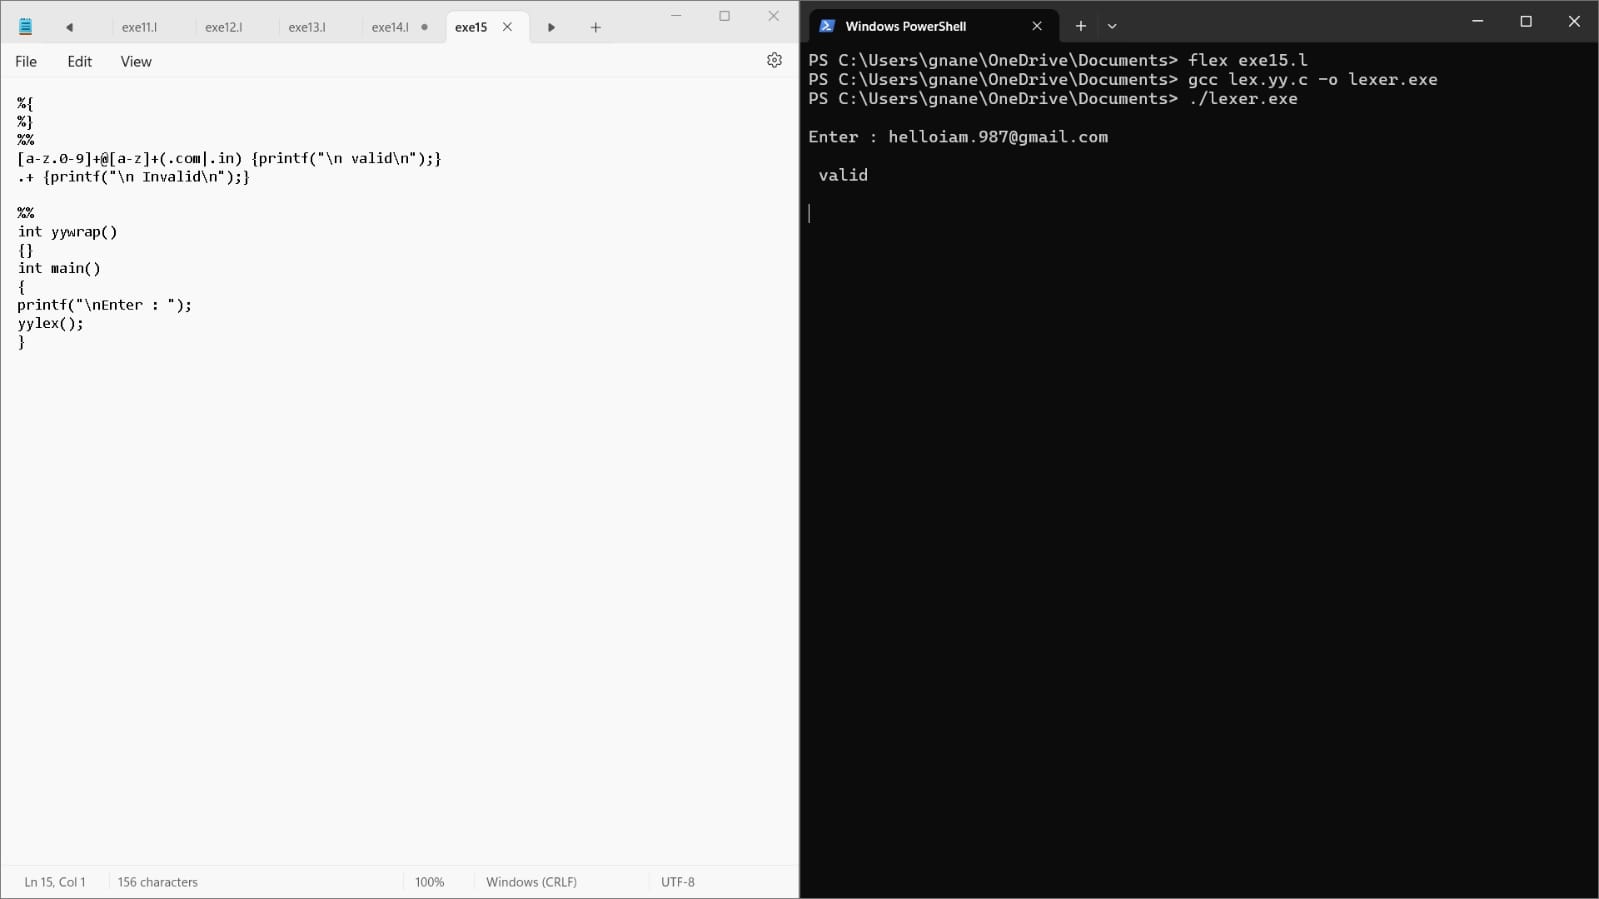 exe11.l exe12.l exe13.l exe14.l exe15
File Edit View
%{
%}
%%
[a-z.0-9]+@[a-z]+(.com|.in) {printf("\n valid\n");}
.+ {printf("\n Invalid\n");}
%%
int yywrap()
{}
int main()
{
printf("\nEnter : ");
yylex();
}
Ln 15, Col 1 156 characters 100% Windows (CRLF) UTF-8
Windows PowerShell
PS C:\Users\gnane\OneDrive\Documents> flex exe15.l
PS C:\Users\gnane\OneDrive\Documents> gcc lex.yy.c -o lexer.exe
PS C:\Users\gnane\OneDrive\Documents> ./lexer.exe
Enter : helloiam.987@gmail.com
valid